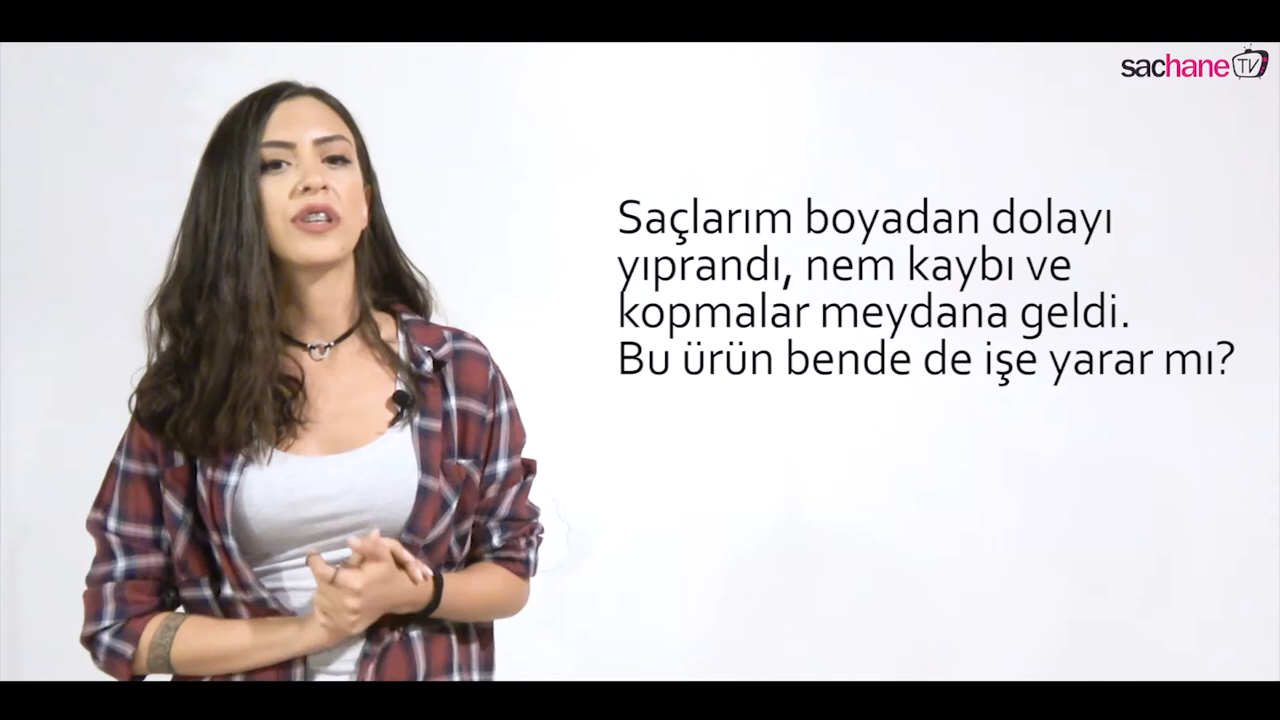 sachane TV
Saçlarım boyadan dolayı
yıprandı, nem kaybı ve
kopmalar meydana geldi.
Bu ürün bende de işe yarar mı?